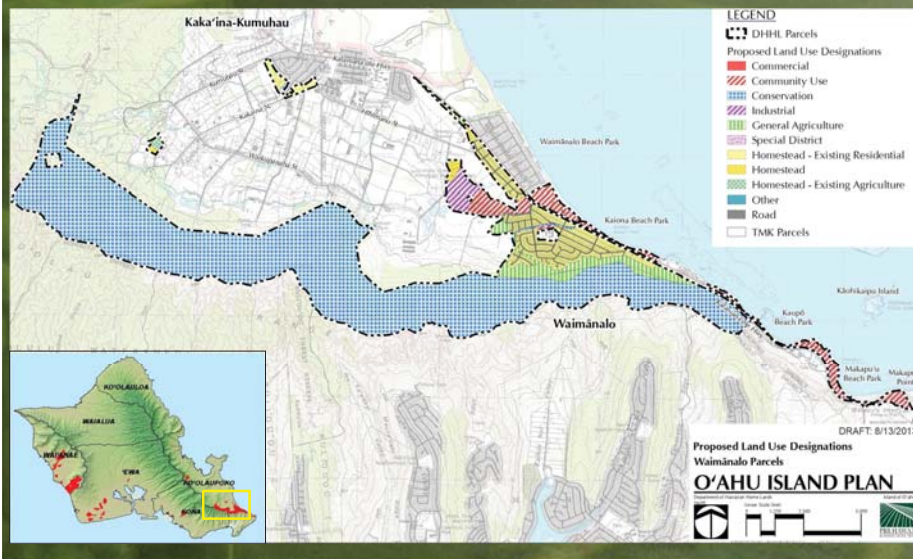 Kaka'ina-Kumuhau
LEGEND
DHHL Parcels
Proposed Land Use Designations
Commercial
Community Use
Conservation
Industrial
General Agriculture
Special District
Homestead - Existing Residential
Homestead
Homestead - Existing Agriculture
Other
Road
TMK Parcels
Waimānalo Beach Park
Kaiona Beach Park
Kāohikaipu Island
Kaupō
Beach Park
Waimānalo
Makapu'u
Beach Park
Point
DRAFT: 8/13/2013
Proposed Land Use Designations
Waimānalo Parcels
O'AHU ISLAND PLAN
Department of Hawaiian Home Lands
KO'OLAULOA
WAIALUA
WAI'ANAE
'EWA
KO'OLAUPOKO
KONA